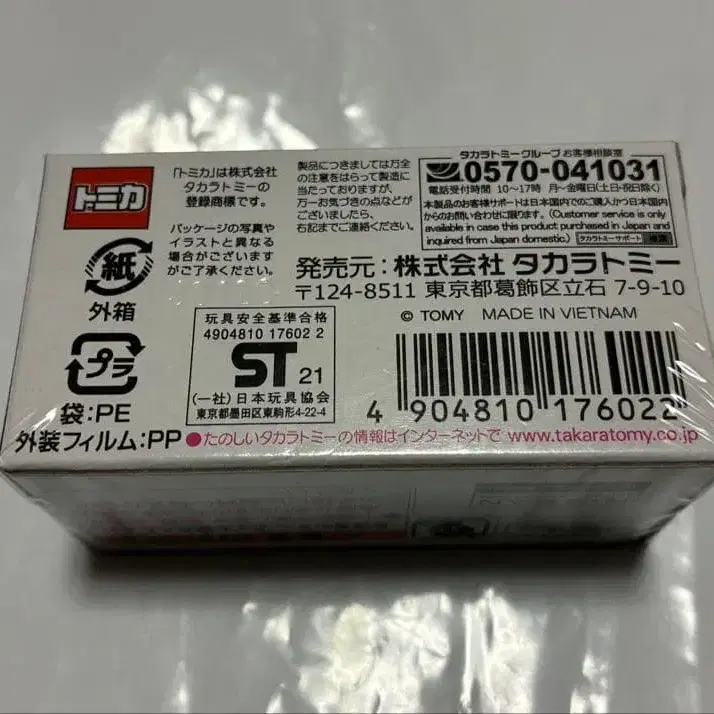 トミカ
「トミカ」は株式会社
タカラトミーの
登録商標です。
パッケージの写真や
イラストと異なる
場合がございます
がご了承ください。
製品につきましては万全
の注意をはらって製造に
当たっておりますが、
万一お気づきの点などが
ございましたら、
右記までご連絡ください。
タカラトミーグループ お客様相談室
0570-041031
電話受付時間 10〜17時 月〜金曜日(土・日・祝日除く)
本製品のお客様サポートは日本国内でのご購入かつ日本国内
からのお問い合わせに限ります。(Customer service is only
available in case this product purchased in Japan and
inquired from Japan domestic.) タカラトミーサポート 検索
発売元：株式会社 タカラトミー
〒124-8511 東京都葛飾区立石 7-9-10
© TOMY MADE IN VIETNAM
紙
外箱
プラ
袋:PE
外装フィルム:PP
玩具安全基準合格
4904810 17602 2
ST 21
(一社)日本玩具協会
東京都墨田区東駒形4-22-4
4 904810 176022
●たのしいタカラトミーの情報はインターネットで www.takaratomy.co.jp